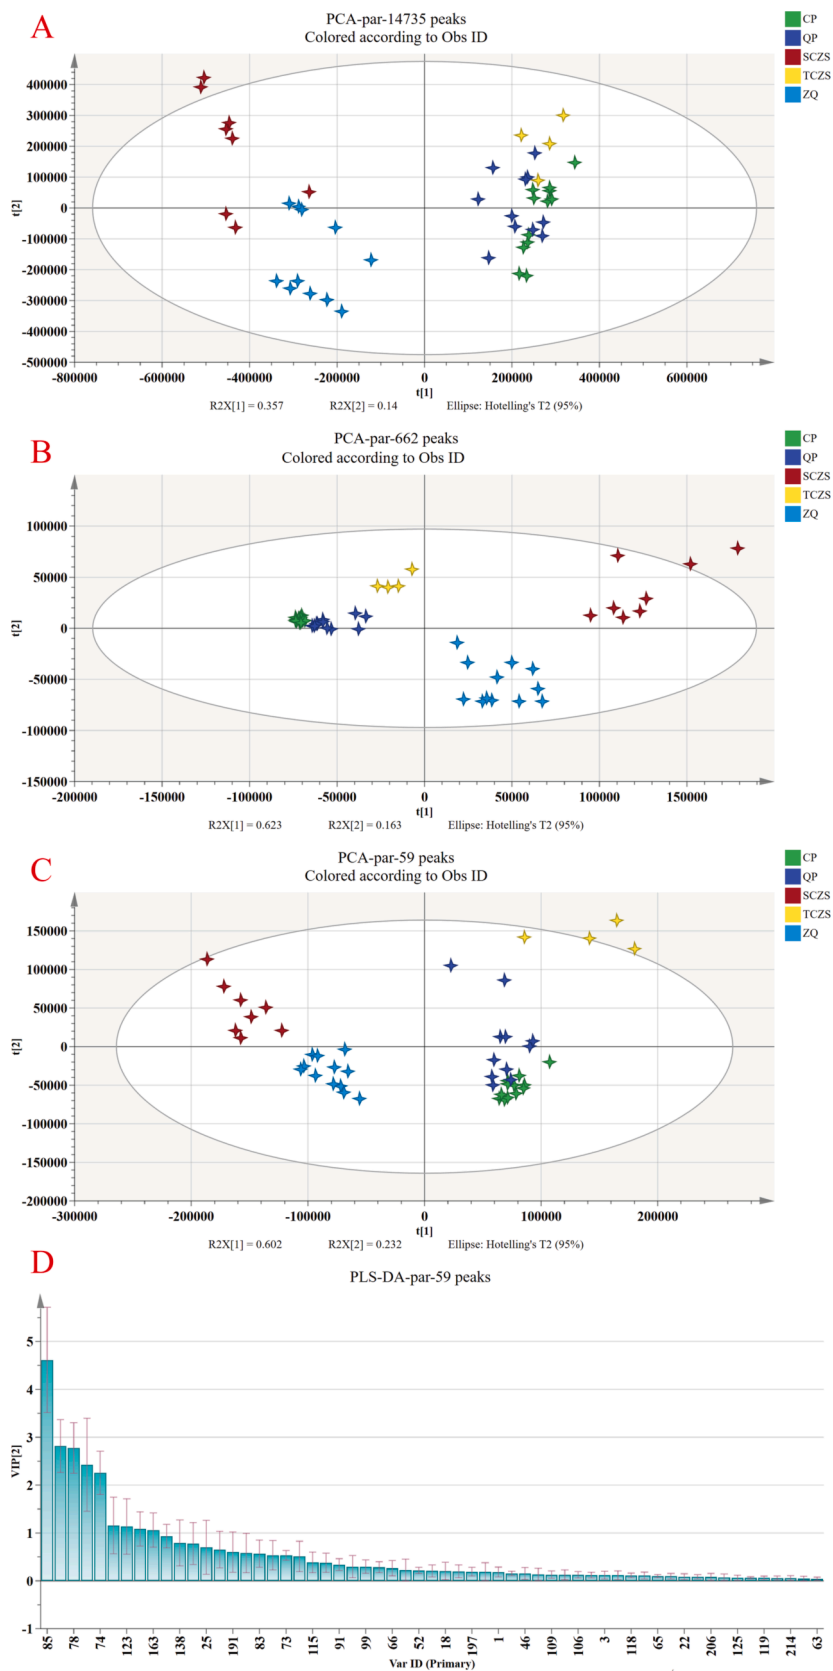 A
PCA-par-14735 peaks
Colored according to Obs ID
CP
QP
SCZS
TCZS
ZQ
400000
300000
200000
100000
0
-100000
-200000
-300000
-400000
-500000
t[2]
-800000 -600000 -400000 -200000 0 200000 400000 600000
t[1]
R2X[1] = 0.357 R2X[2] = 0.14 Ellipse: Hotelling's T2 (95%)
B
PCA-par-662 peaks
Colored according to Obs ID
CP
QP
SCZS
TCZS
ZQ
100000
50000
0
-50000
-100000
-150000
t[2]
-200000 -150000 -100000 -50000 0 50000 100000 150000
t[1]
R2X[1] = 0.623 R2X[2] = 0.163 Ellipse: Hotelling's T2 (95%)
C
PCA-par-59 peaks
Colored according to Obs ID
CP
QP
SCZS
TCZS
ZQ
150000
100000
50000
0
-50000
-100000
-150000
-200000
t[2]
-300000 -200000 -100000 0 100000 200000
t[1]
R2X[1] = 0.602 R2X[2] = 0.232 Ellipse: Hotelling's T2 (95%)
D
PLS-DA-par-59 peaks
5
4
3
2
1
0
-1
VIP[2]
85 78 74 123 163 138 25 191 83 73 115 91 99 66 52 18 197 1 46 109 106 3 118 65 22 206 125 119 214 63
Var ID (Primary)